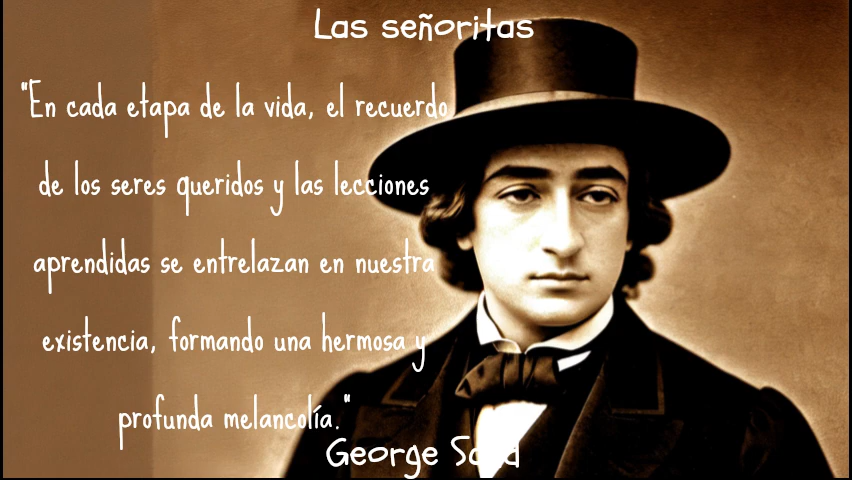 Las señoritas
"En cada etapa de la vida, el recuerdo
de los seres queridos y las lecciones
aprendidas se entrelazan en nuestra
existencia, formando una hermosa y
profunda melancolía."
George Sand